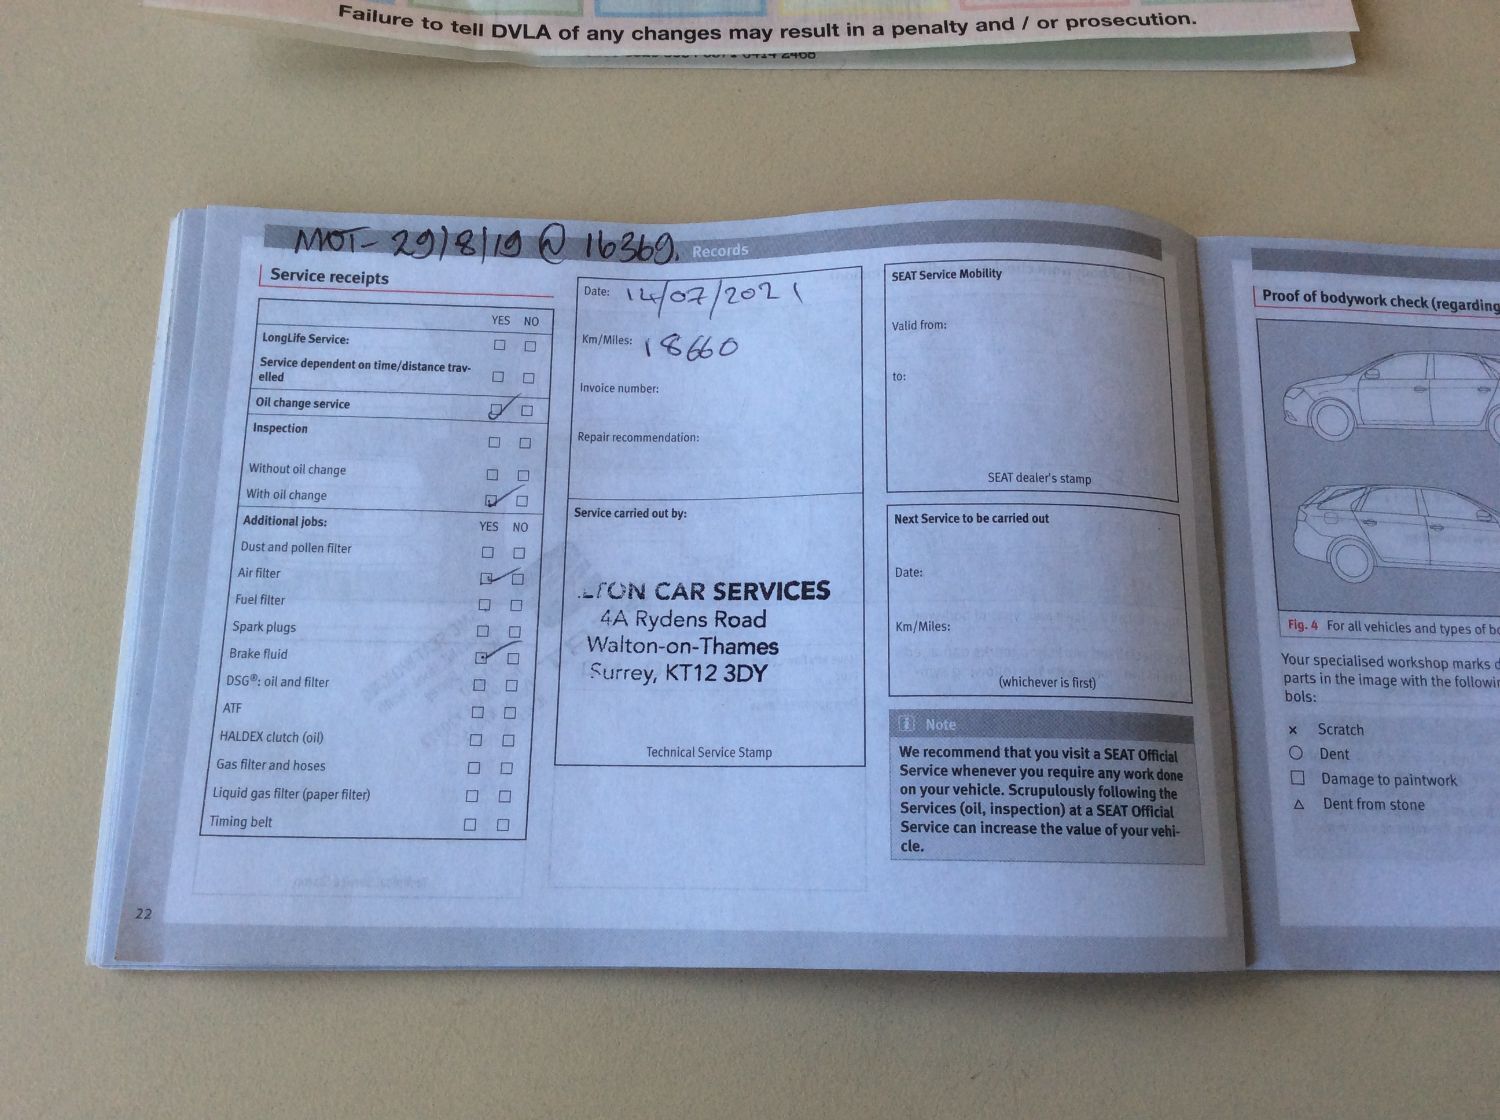 Failure to tell DVLA of any changes may result in a penalty and / or prosecution.
MOT- 29/8/19 @ 16369.
Records
Service receipts
YES NO
LongLife Service:
Service dependent on time/distance trav-
elled
Oil change service
Inspection
Without oil change
With oil change
Additional jobs: YES NO
Dust and pollen filter
Air filter
Fuel filter
Spark plugs
Brake fluid
DSG®: oil and filter
ATF
HALDEX clutch (oil)
Gas filter and hoses
Liquid gas filter (paper filter)
Timing belt
22
Date: 14/07/2021
Km/Miles: 18660
Invoice number:
Repair recommendation:
Service carried out by:
CAR SERVICES
4A Rydens Road
Walton-on-Thames
Surrey, KT12 3DY
Technical Service Stamp
SEAT Service Mobility
Valid from:
to:
SEAT dealer's stamp
Next Service to be carried out
Date:
Km/Miles:
(whichever is first)
Note
We recommend that you visit a SEAT Official
Service whenever you require any work done
on your vehicle. Scrupulously following the
Services (oil, inspection) at a SEAT Official
Service can increase the value of your vehi-
cle.
Proof of bodywork check (regarding
Fig. 4 For all vehicles and types of
Your specialised workshop marks
parts in the image with the
bols:
x Scratch
Dent
Damage to paintwork
Dent from stone